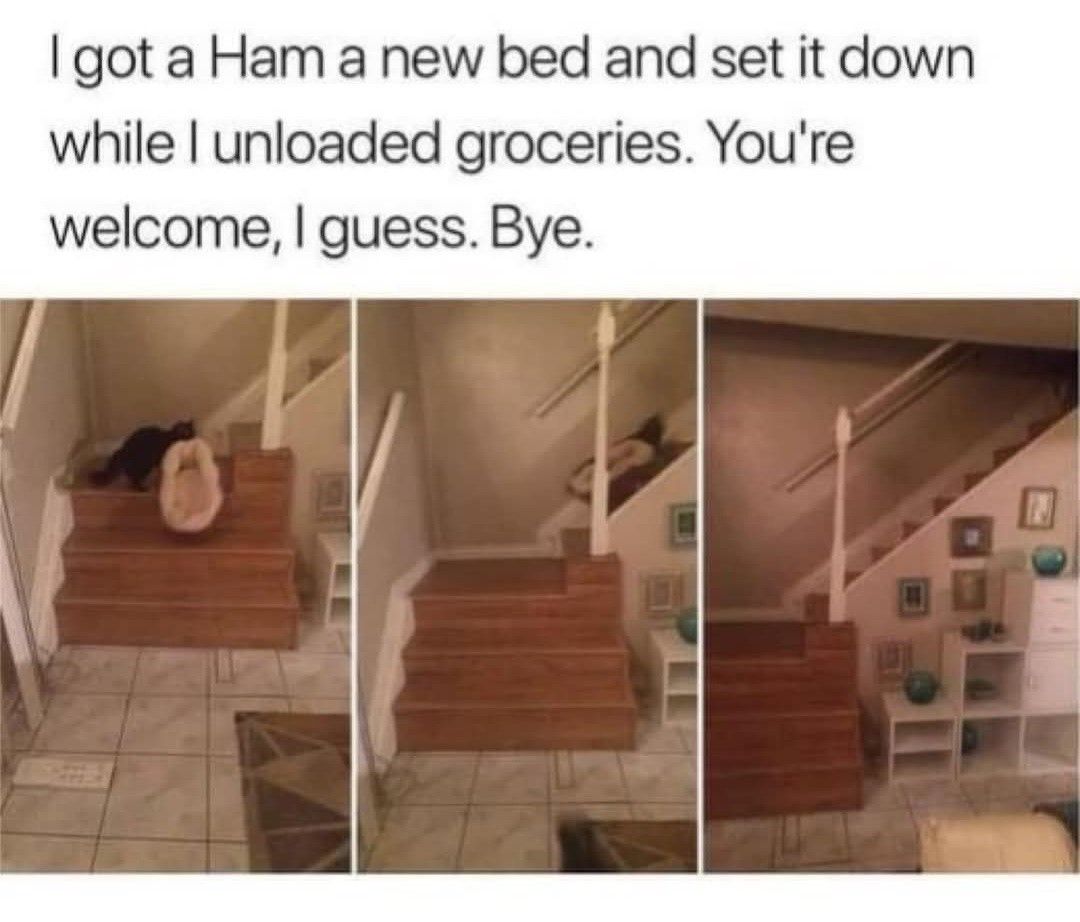 I got a Ham a new bed and set it down
while I unloaded groceries. You're
welcome, I guess. Bye.